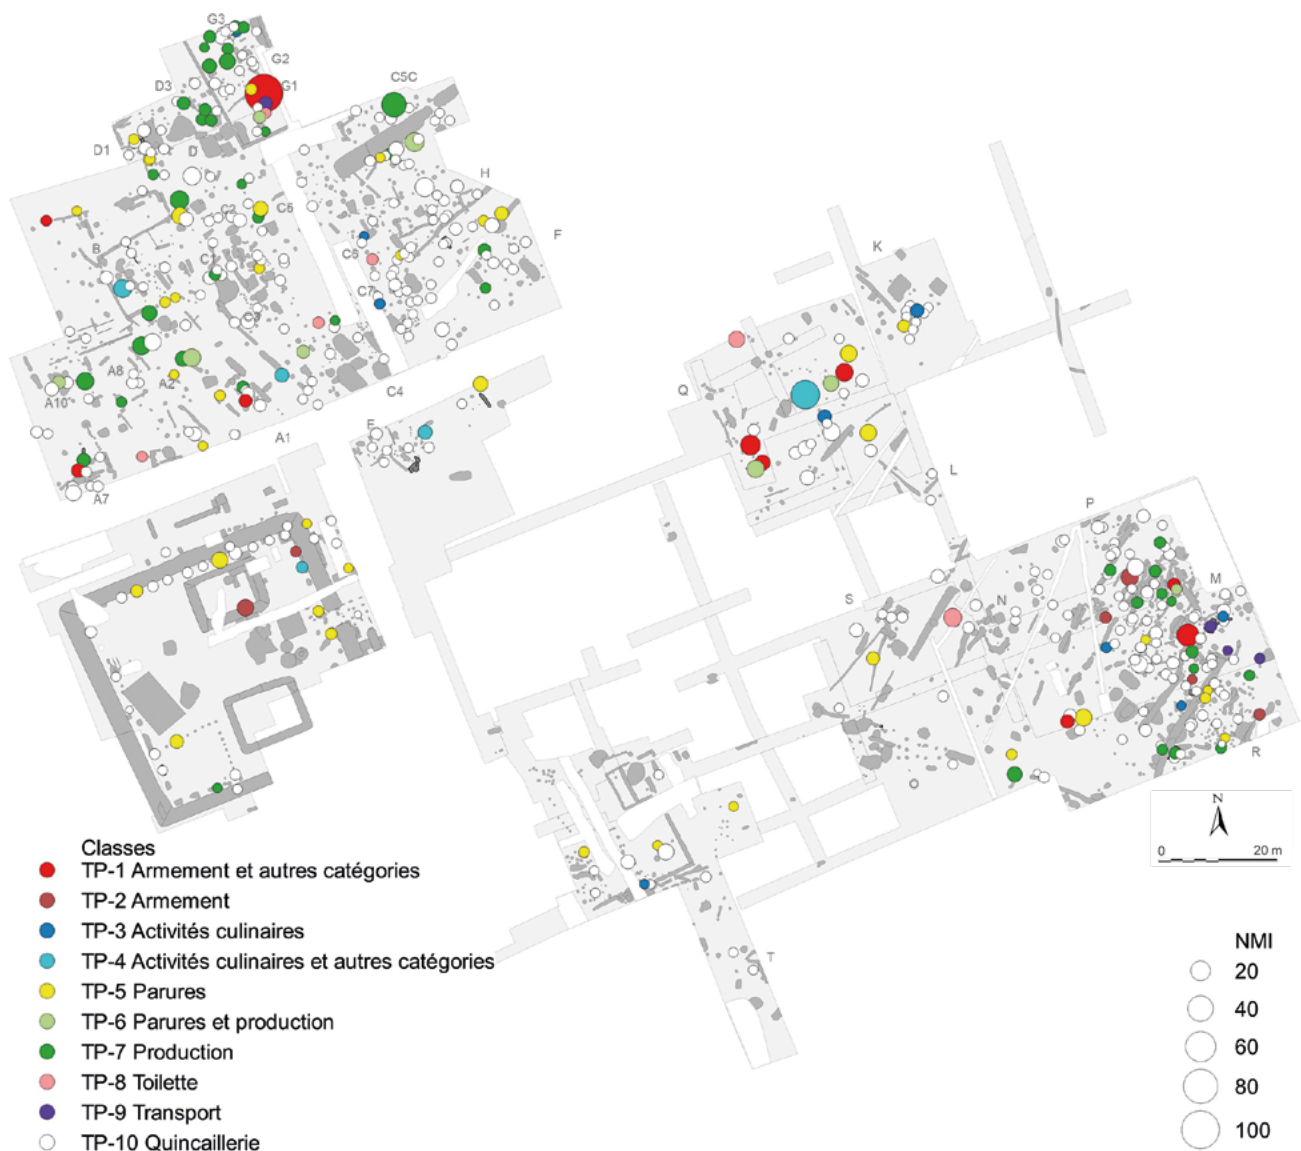 G3
G2
D3
G1
C5C
D1
D
H
C2
C6
F
B
C1
C5
K
C7
C3
A8
A2
Q
A10
C4
E
A1
L
A7
P
M
S
N
R
T
N
0 20 m
Classes
TP-1 Armement et autres catégories
TP-2 Armement
TP-3 Activités culinaires
TP-4 Activités culinaires et autres catégories
TP-5 Parures
TP-6 Parures et production
TP-7 Production
TP-8 Toilette
TP-9 Transport
TP-10 Quincaillerie
NMI
20
40
60
80
100